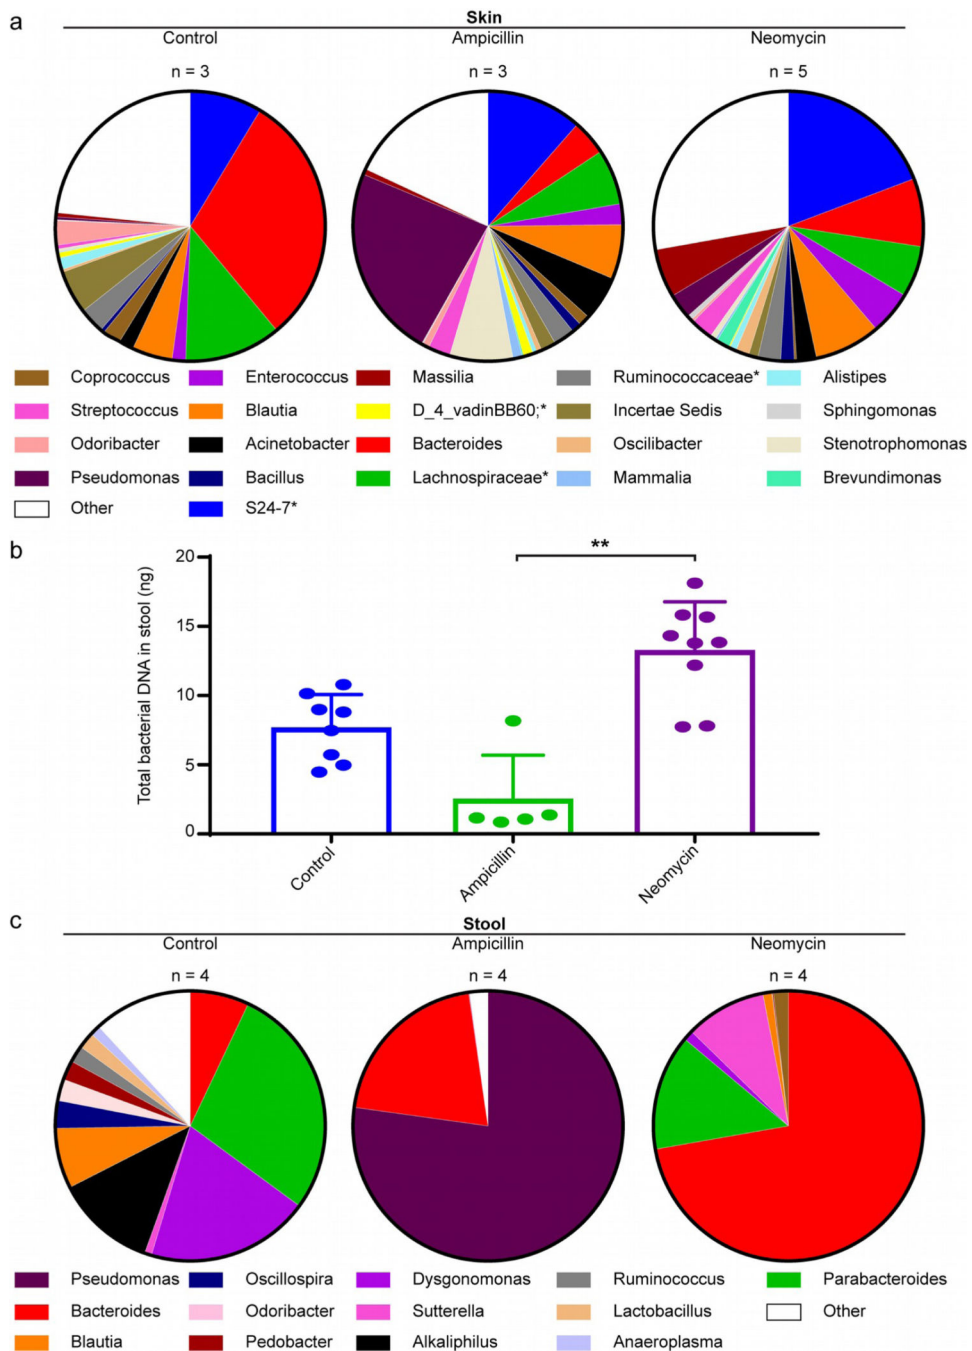 a
Skin
Control Ampicillin Neomycin
n = 3 n = 3 n = 5
Coprococcus Enterococcus Massilia Ruminococcaceae* Alistipes
Streptococcus Blautia D_4_vadinBB60;* Incertae Sedis Sphingomonas
Odoribacter Acinetobacter Bacteroides Oscilibacter Stenotrophomonas
Pseudomonas Bacillus Lachnospiraceae* Mammalia Brevundimonas
Other S24-7*
b
Total bacterial DNA in stool (ng)
20
15
10
5
0
**
Control Ampicillin Neomycin
c
Stool
Control Ampicillin Neomycin
n = 4 n = 4 n = 4
Pseudomonas Oscillospira Dysgonomonas Ruminococcus Parabacteroides
Bacteroides Odoribacter Sutterella Lactobacillus Other
Blautia Pedobacter Alkaliphilus Anaeroplasma